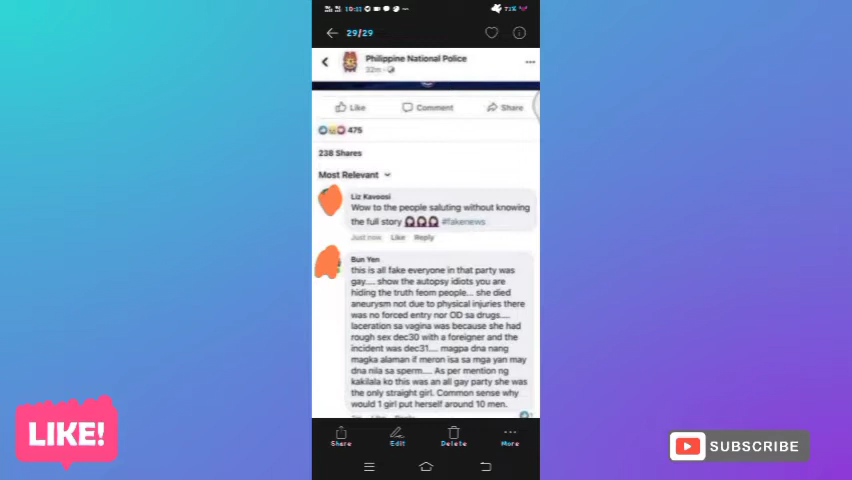 10:53
71%
29/29
Philippine National Police
32m
Like Comment Share
475
238 Shares
Most Relevant
Liz Kavoosi
Wow to the people saluting without knowing
the full story #fakenews
Just now Like Reply
Bun Yen
this is all fake everyone in that party was
gay.... show the autopsy idiots you are
hiding the truth feom people... she died
aneurysm not due to physical injuries there
was no forced entry nor OD sa drugs....
laceration sa vagina was because she had
rough sex dec30 with a foreigner and the
incident was dec31.... magpa dna nang
magka alaman if meron isa sa mga yan may
dna nila sa sperm.... As per mention ng
kakilala ko this was an all gay party she was
the only straight girl. Common sense why
would 1 girl put herself around 10 men.
Share Edit Delete More
LIKE!
SUBSCRIBE